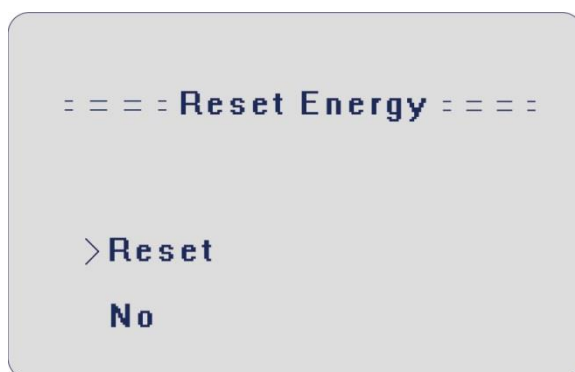 ====Reset Energy====
>Reset
No